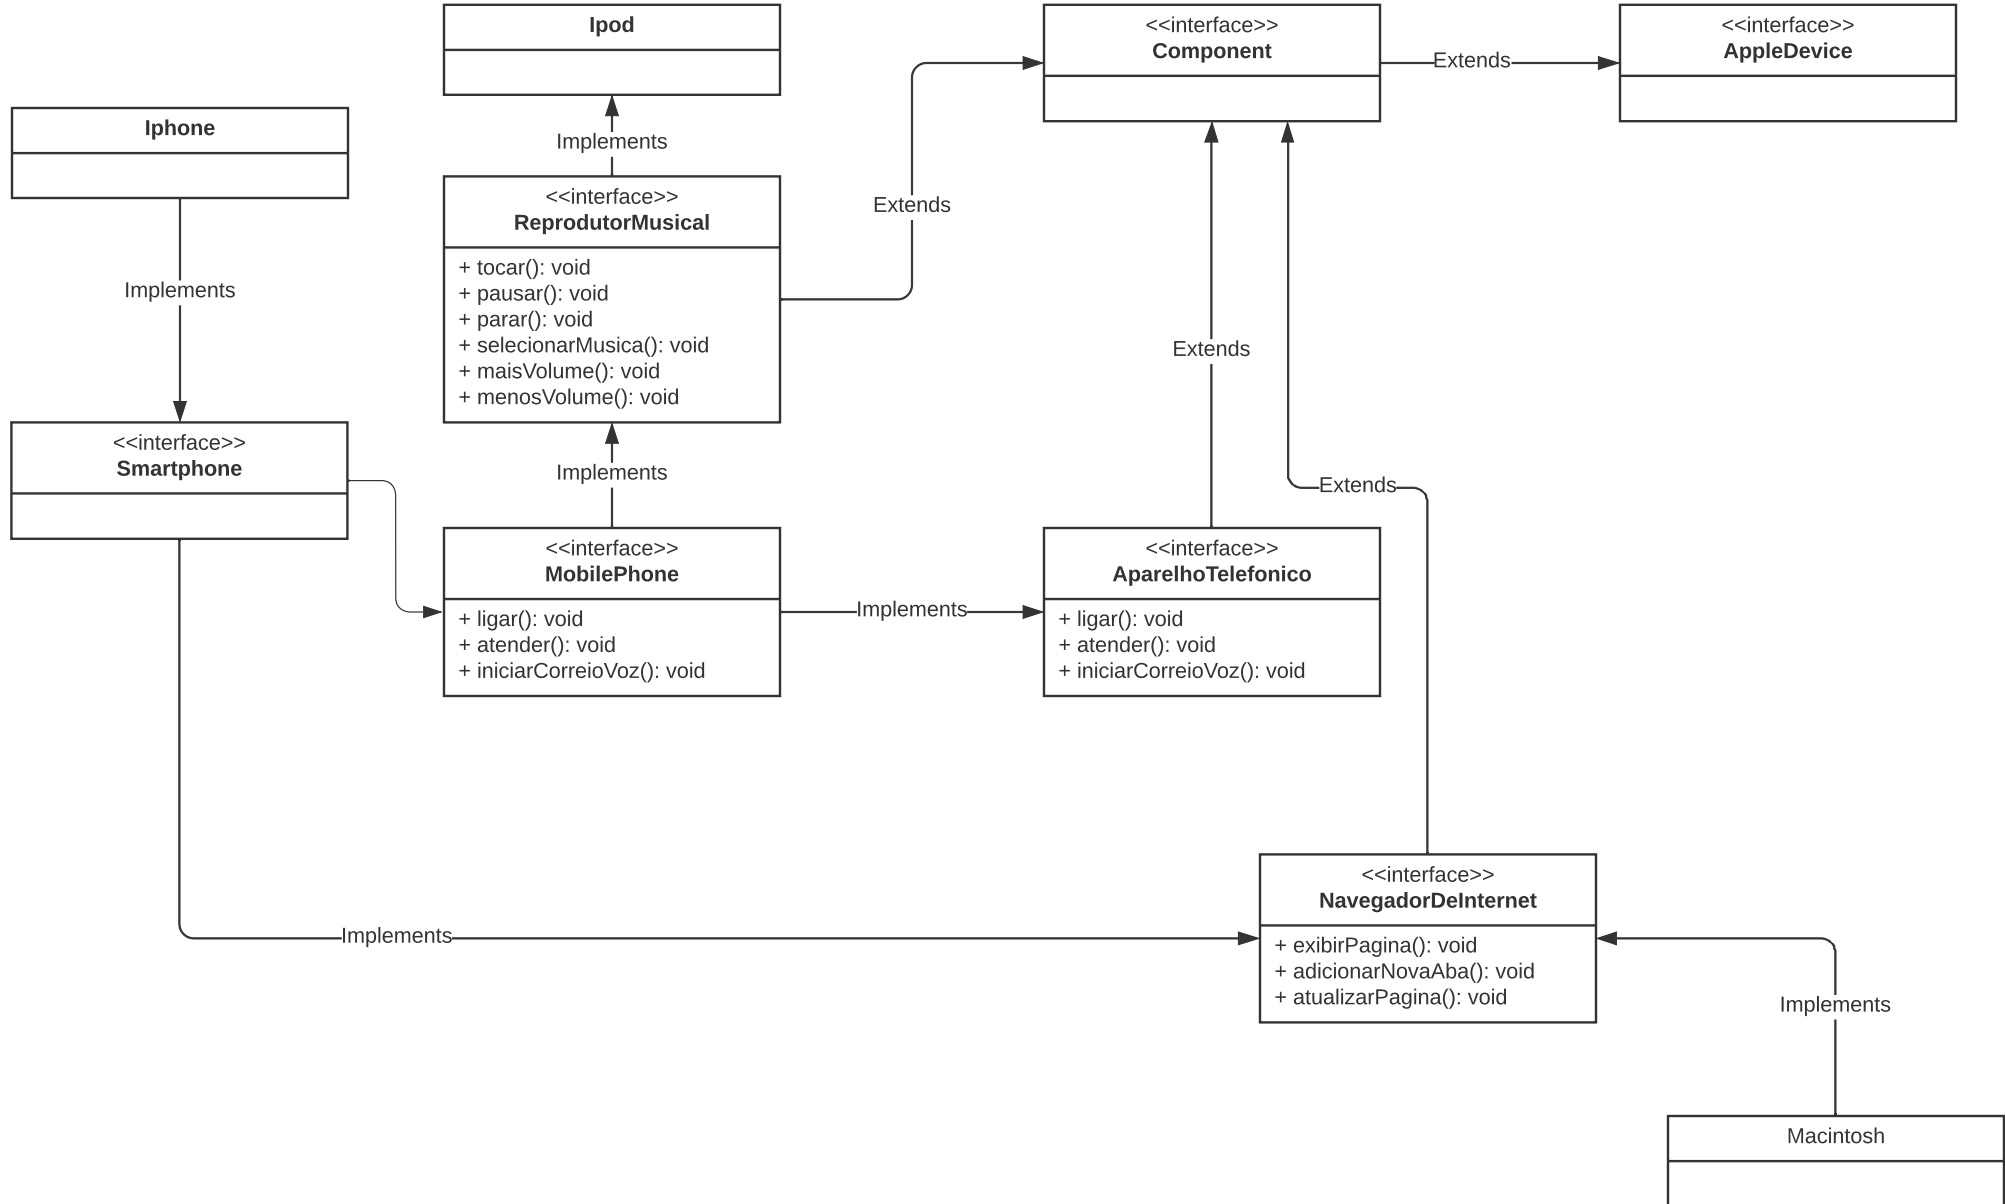 Ipod
<<interface>>
Component
Extends
<<interface>>
AppleDevice
Iphone
Implements
<<interface>>
ReprodutorMusical
+ tocar(): void
+ pausar(): void
+ parar(): void
+ selecionarMusica(): void
+ maisVolume(): void
+ menosVolume(): void
Extends
Implements
Extends
<<interface>>
Smartphone
Implements
Extends
<<interface>>
MobilePhone
+ ligar(): void
+ atender(): void
+ iniciarCorreioVoz(): void
Implements
<<interface>>
AparelhoTelefonico
+ ligar(): void
+ atender(): void
+ iniciarCorreioVoz(): void
<<interface>>
NavegadorDeInternet
+ exibirPagina(): void
+ adicionarNovaAba(): void
+ atualizarPagina(): void
Implements
Implements
Macintosh